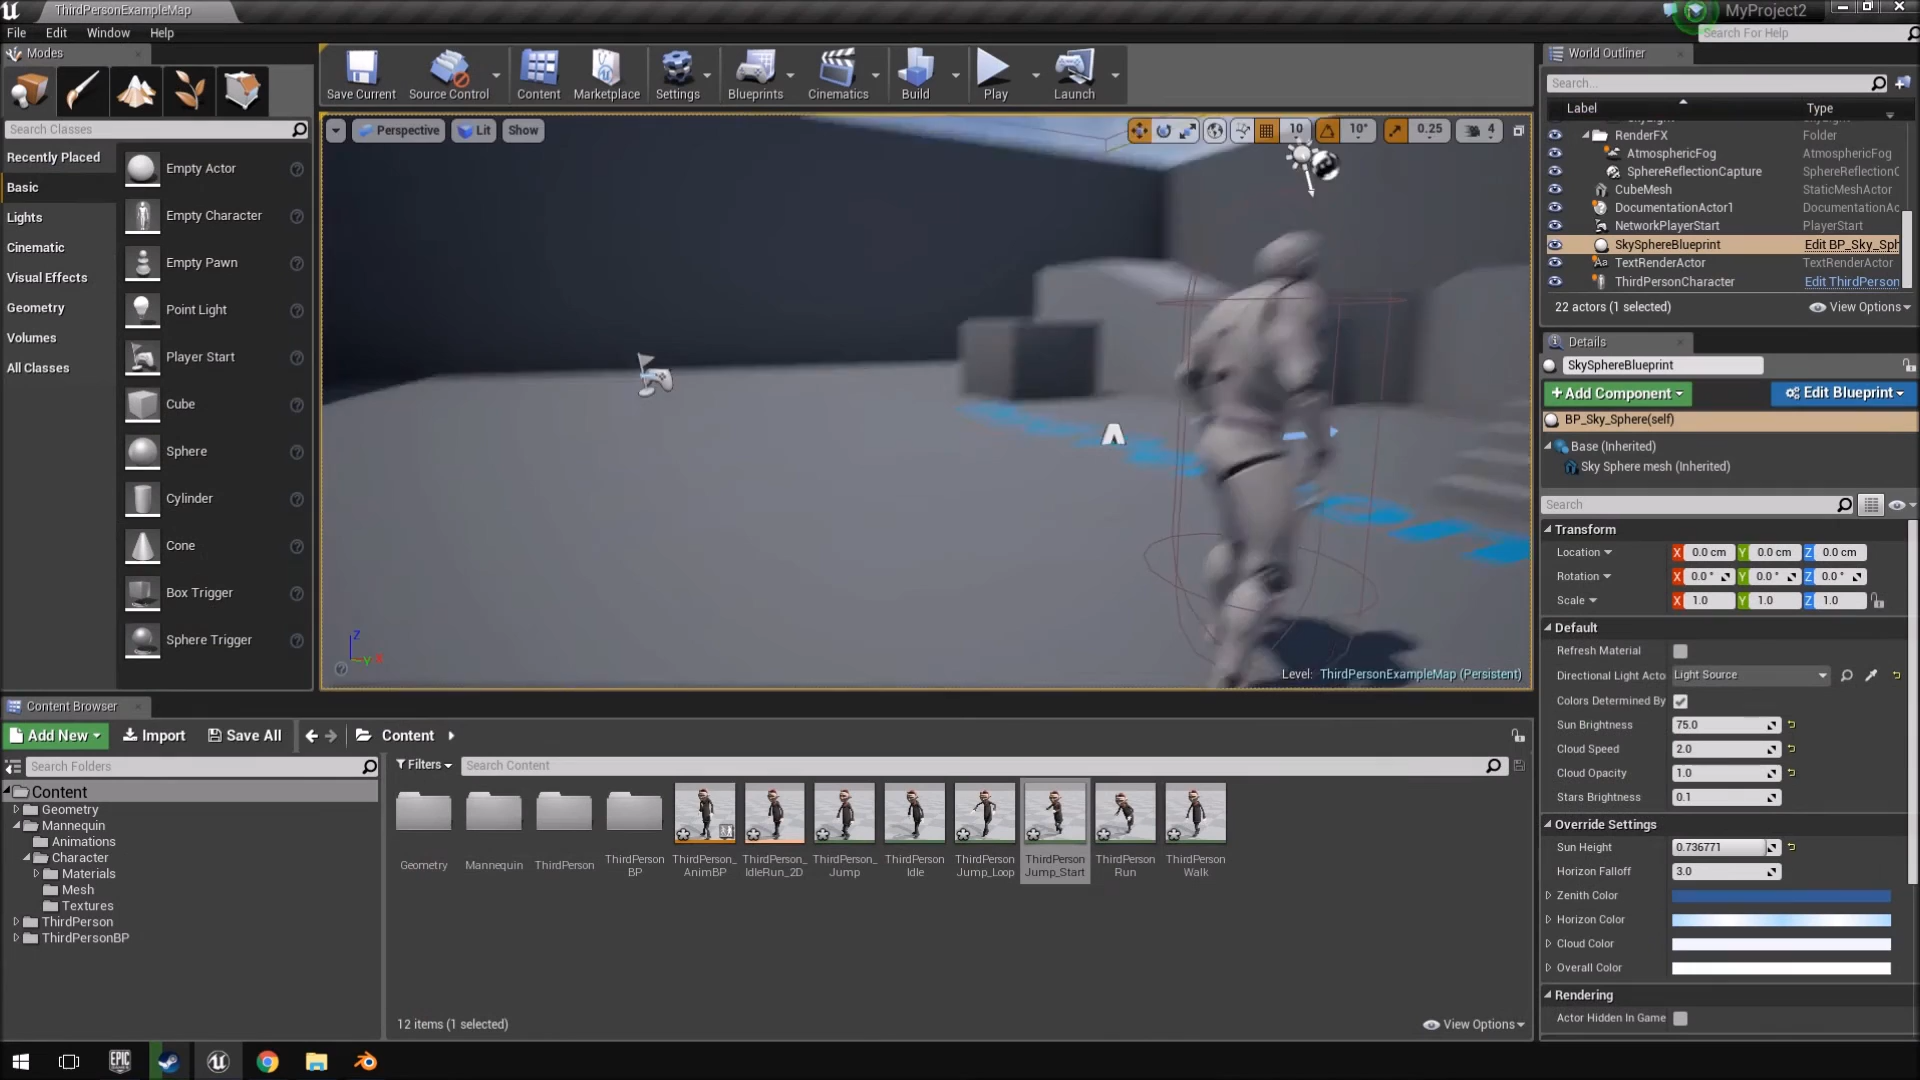 ThirdPersonExampleMap
MyProject2
File Edit Window Help
Search For Help
Modes
Save Current
Source Control
Content
Marketplace
Settings
Blueprints
Cinematics
Build
Play
Launch
Search Classes
Recently Placed
Basic
Lights
Cinematic
Visual Effects
Geometry
Volumes
All Classes
Empty Actor
Empty Character
Empty Pawn
Point Light
Player Start
Cube
Sphere
Cylinder
Cone
Box Trigger
Sphere Trigger
Perspective
Lit
Show
10
10°
0.25
4
Z
Y
X
Level: ThirdPersonExampleMap (Persistent)
World Outliner
Search...
Label
Type
RenderFX Folder
AtmosphericFog AtmosphericFog
SphereReflectionCapture SphereReflectionC
CubeMesh StaticMeshActor
DocumentationActor1 DocumentationAc
NetworkPlayerStart PlayerStart
SkySphereBlueprint Edit BP_Sky_Sph
TextRenderActor TextRenderActor
ThirdPersonCharacter Edit ThirdPerson
22 actors (1 selected)
View Options
Details
SkySphereBlueprint
+Add Component
Edit Blueprint
BP_Sky_Sphere(self)
Base (Inherited)
Sky Sphere mesh (Inherited)
Search
Transform
Location X 0.0 cm Y 0.0 cm Z 0.0 cm
Rotation X 0.0 ° Y 0.0 ° Z 0.0 °
Scale X 1.0 Y 1.0 Z 1.0
Default
Refresh Material
Directional Light Acto Light Source
Colors Determined By
Sun Brightness 75.0
Cloud Speed 2.0
Cloud Opacity 1.0
Stars Brightness 0.1
Override Settings
Sun Height 0.736771
Horizon Falloff 3.0
Zenith Color
Horizon Color
Cloud Color
Overall Color
Rendering
Actor Hidden In Game
Content Browser
Add New
Import
Save All
Content
Search Folders
Filters
Search Content
Content
Geometry
Mannequin
Animations
Character
Materials
Mesh
Textures
ThirdPerson
ThirdPersonBP
Geometry
Mannequin
ThirdPerson
ThirdPerson
BP
ThirdPerson_
AnimBP
ThirdPerson_
IdleRun_2D
ThirdPerson_
Jump
ThirdPerson
Idle
ThirdPerson
Jump_Loop
ThirdPerson
Jump_Start
ThirdPerson
Run
ThirdPerson
Walk
12 items (1 selected)
View Options
EPIC